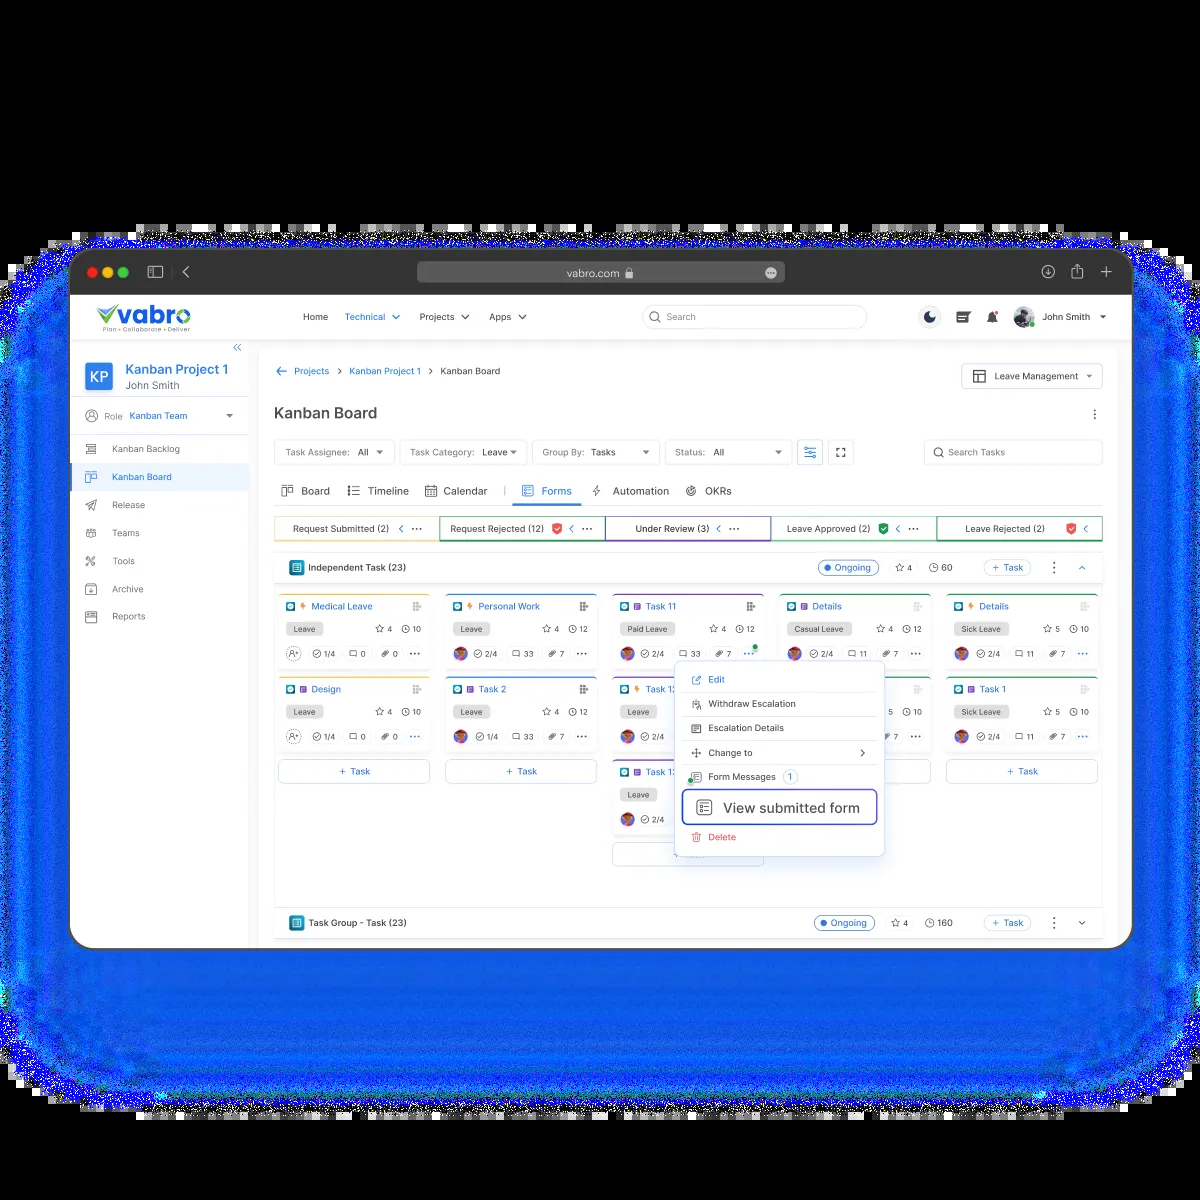 vabro.com
vabro
Plan • Collaborate • Deliver
Home Technical Projects Apps
Search
John Smith
KP
Kanban Project 1
John Smith
Role Kanban Team
Kanban Backlog
Kanban Board
Release
Teams
Tools
Archive
Reports
Projects > Kanban Project 1 > Kanban Board
Leave Management
Kanban Board
Task Assignee: All
Task Category: Leave
Group By: Tasks
Status: All
Search Tasks
Board Timeline Calendar | Forms Automation OKRs
Request Submitted (2) Request Rejected (12) Under Review (3) Leave Approved (2) Leave Rejected (2)
Independent Task (23) Ongoing 4 60 + Task
Medical Leave
Leave 4 10
1/4 0 0
Design
Leave 4 10
1/4 0 0
+ Task
Personal Work
Leave 4 12
2/4 33 7
Task 2
Leave 4 12
1/4 33 7
+ Task
Task 11
Paid Leave 4 12
2/4 33 7
Task 12
Leave
2/4
Leave
2/4
Details
Casual Leave 4 12
2/4 11 7
5 10
7
Details
Sick Leave 5 10
2/4 11 7
Task 1
Sick Leave 5 10
2/4 11 7
+ Task
Edit
Withdraw Escalation
Escalation Details
Change to
Form Messages 1
View submitted form
Delete
Task Group - Task (23) Ongoing 4 160 + Task